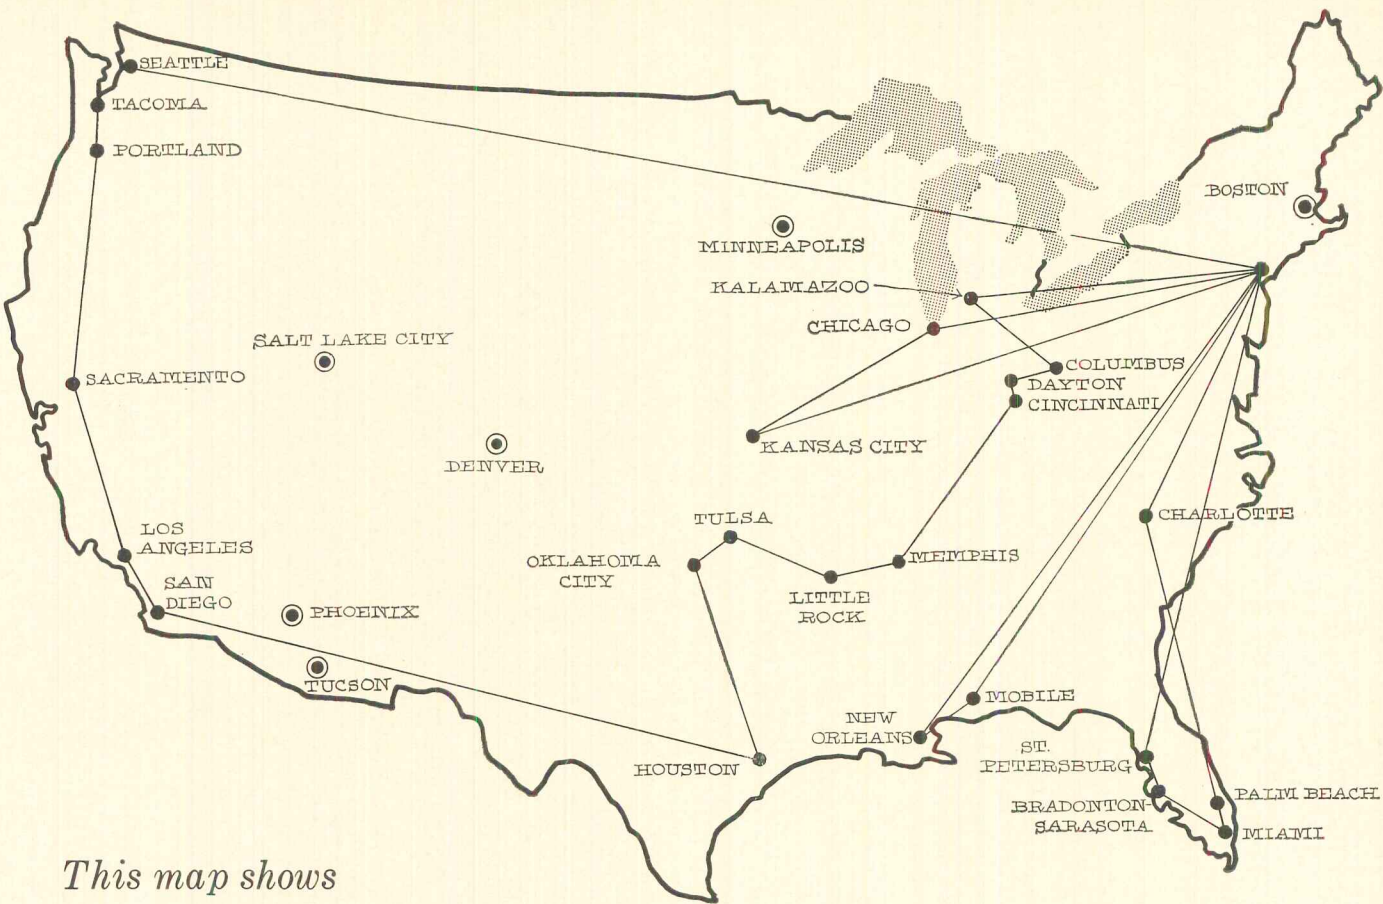 SEATTLE
TACOMA
PORTLAND
BOSTON
MINNEAPOLIS
KALAMAZOO
CHICAGO
SALT LAKE CITY
SACRAMENTO
COLUMBUS
DAYTON
CINCINNATI
KANSAS CITY
DENVER
TULSA
CHARLOTTE
LOS
ANGELES
OKLAHOMA
CITY
MEMPHIS
SAN
DIEGO
LITTLE
ROCK
PHOENIX
TUCSON
MOBILE
NEW
ORLEANS
HOUSTON
ST.
PETERSBURG
BRADONTON-
SARASOTA
PALM BEACH
MIAMI
This map shows